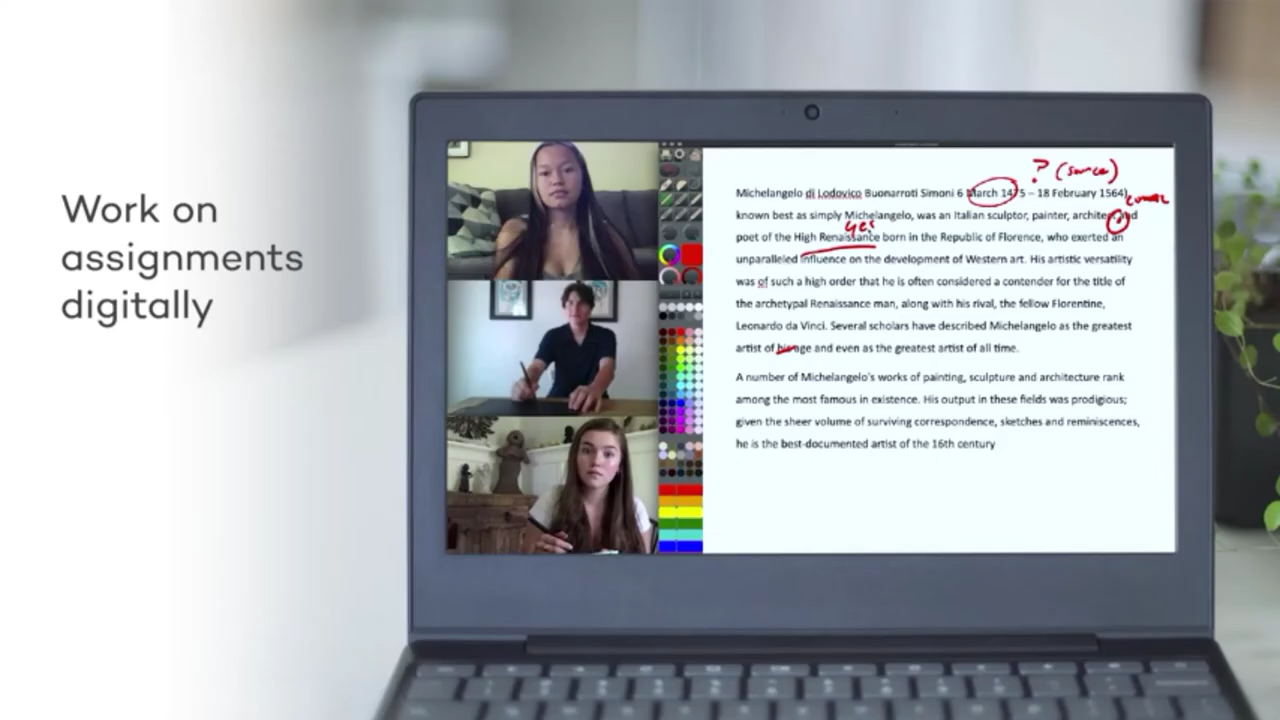 Work on
assignments
digitally
? (source)
Michelangelo di Lodovico Buonarroti Simoni 6 March 1475 – 18 February 1564)
known best as simply Michelangelo, was an Italian sculptor, painter, architect and
yes
poet of the High Renaissance born in the Republic of Florence, who exerted an
unparalleled influence on the development of Western art. His artistic versatility
was of such a high order that he is often considered a contender for the title of
the archetypal Renaissance man, along with his rival, the fellow Florentine,
Leonardo da Vinci. Several scholars have described Michelangelo as the greatest
artist of his age and even as the greatest artist of all time.
A number of Michelangelo's works of painting, sculpture and architecture rank
among the most famous in existence. His output in these fields was prodigious;
given the sheer volume of surviving correspondence, sketches and reminiscences,
he is the best-documented artist of the 16th century